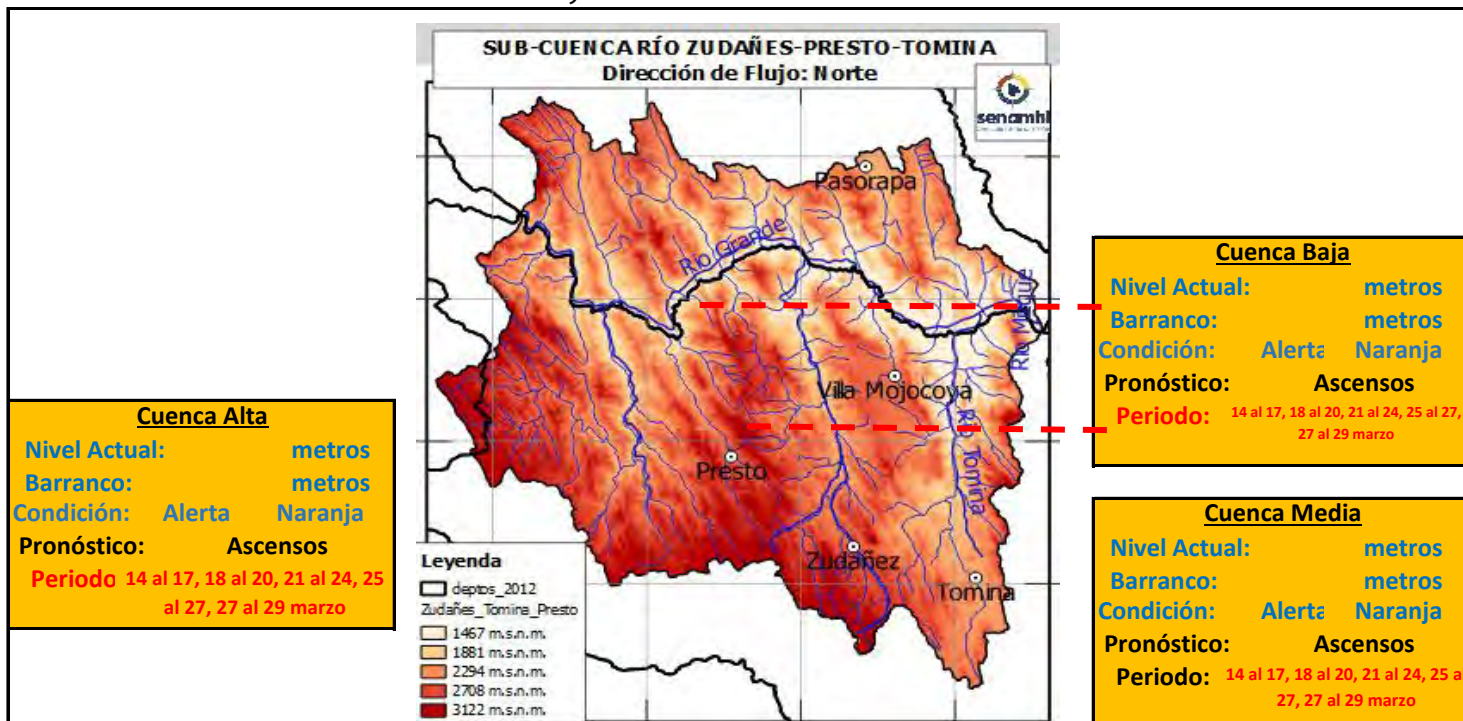 SUB-CUENCA RÍO ZUDAÑES-PRESTO-TOMINA
Dirección de Flujo: Norte
senamhi
Pasorapa
Río Grande
Río Mizque
Villa Mojocoya
Río Tomina
Presto
Zudáñez
Tomina
Leyenda
deptos_2012
Zudañes_Tomina_Presto
1467 m.s.n.m.
1881 m.s.n.m.
2294 m.s.n.m.
2708 m.s.n.m.
3122 m.s.n.m.
Cuenca Alta
Nivel Actual: metros
Barranco: metros
Condición: Alerta Naranja
Pronóstico: Ascensos
Periodo 14 al 17, 18 al 20, 21 al 24, 25
al 27, 27 al 29 marzo
Cuenca Baja
Nivel Actual: metros
Barranco: metros
Condición: Alerta Naranja
Pronóstico: Ascensos
Periodo: 14 al 17, 18 al 20, 21 al 24, 25 al 27,
27 al 29 marzo
Cuenca Media
Nivel Actual: metros
Barranco: metros
Condición: Alerta Naranja
Pronóstico: Ascensos
Periodo: 14 al 17, 18 al 20, 21 al 24, 25 a
27, 27 al 29 marzo